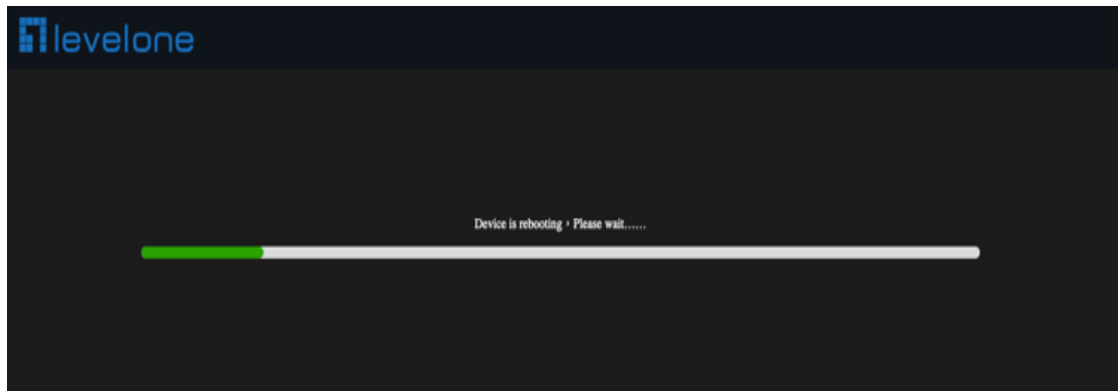 levelone
Device is rebooting，Please wait......